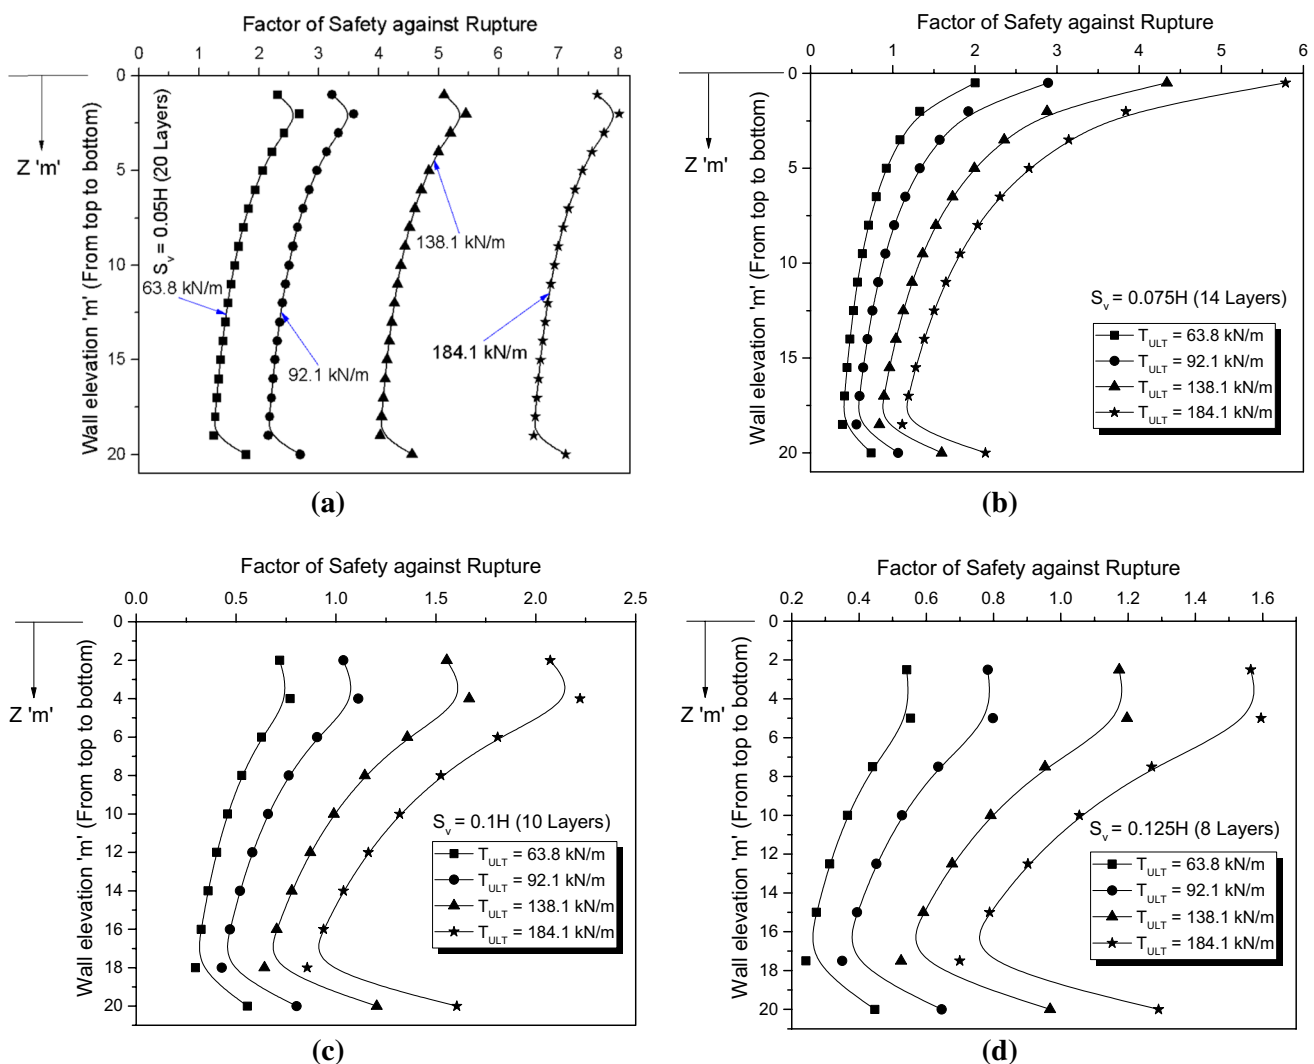 Factor of Safety against Rupture
0 1 2 3 4 5 6 7 8
0
5
10
15
20
Z 'm'
Wall elevation 'm' (From top to bottom)
Sv = 0.05H (20 Layers)
63.8 kN/m
92.1 kN/m
138.1 kN/m
184.1 kN/m
(a)
Factor of Safety against Rupture
0 1 2 3 4 5 6
0
5
10
15
20
Z 'm'
Wall elevation 'm' (From top to bottom)
Sv = 0.075H (14 Layers)
TULT = 63.8 kN/m
TULT = 92.1 kN/m
TULT = 138.1 kN/m
TULT = 184.1 kN/m
(b)
Factor of Safety against Rupture
0.0 0.5 1.0 1.5 2.0 2.5
0
2
4
6
8
10
12
14
16
18
20
Z 'm'
Wall elevation 'm' (From top to bottom)
Sv = 0.1H (10 Layers)
TULT = 63.8 kN/m
TULT = 92.1 kN/m
TULT = 138.1 kN/m
TULT = 184.1 kN/m
(c)
Factor of Safety against Rupture
0.2 0.4 0.6 0.8 1.0 1.2 1.4 1.6
0
2
4
6
8
10
12
14
16
18
20
Z 'm'
Wall elevation 'm' (From top to bottom)
Sv = 0.125H (8 Layers)
TULT = 63.8 kN/m
TULT = 92.1 kN/m
TULT = 138.1 kN/m
TULT = 184.1 kN/m
(d)